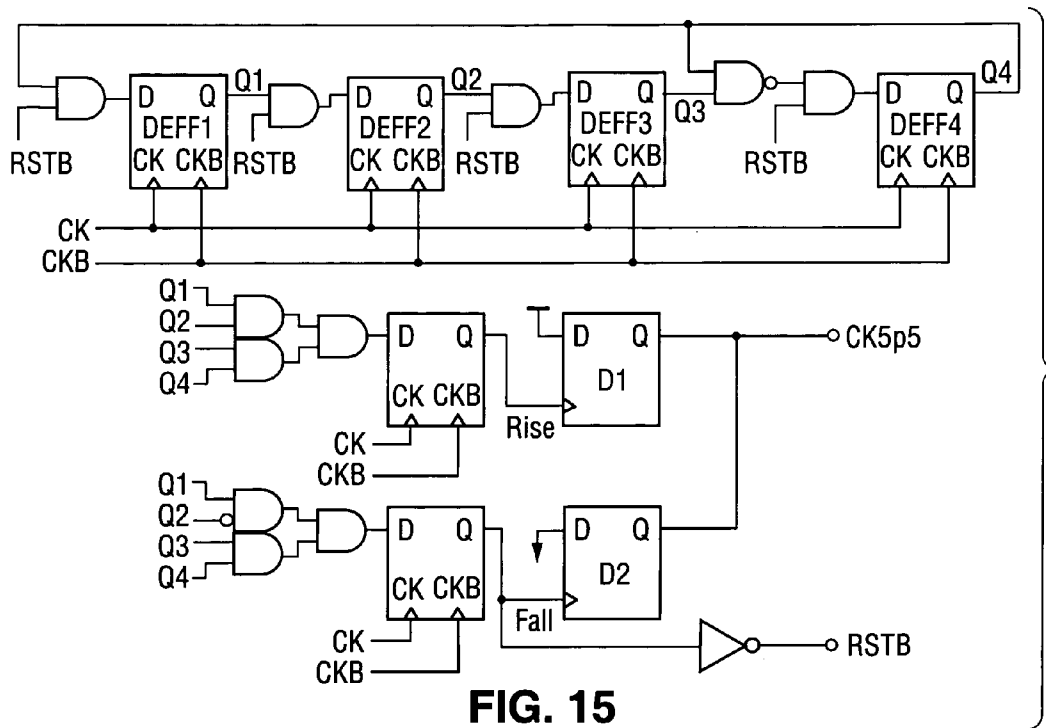 Q1 Q2 Q4
D Q D Q D Q Q3 D Q
DEFF1 DEFF2 DEFF3 DEFF4
CK CKB CK CKB CK CKB CK CKB
RSTB RSTB RSTB RSTB
CK
CKB
Q1
Q2
Q3
Q4
D Q
CK CKB
CK
CKB
Rise
D Q
D1
CK5p5
Q1
Q2
Q3
Q4
D Q
CK CKB
CK
CKB
Fall
D Q
D2
RSTB
FIG. 15